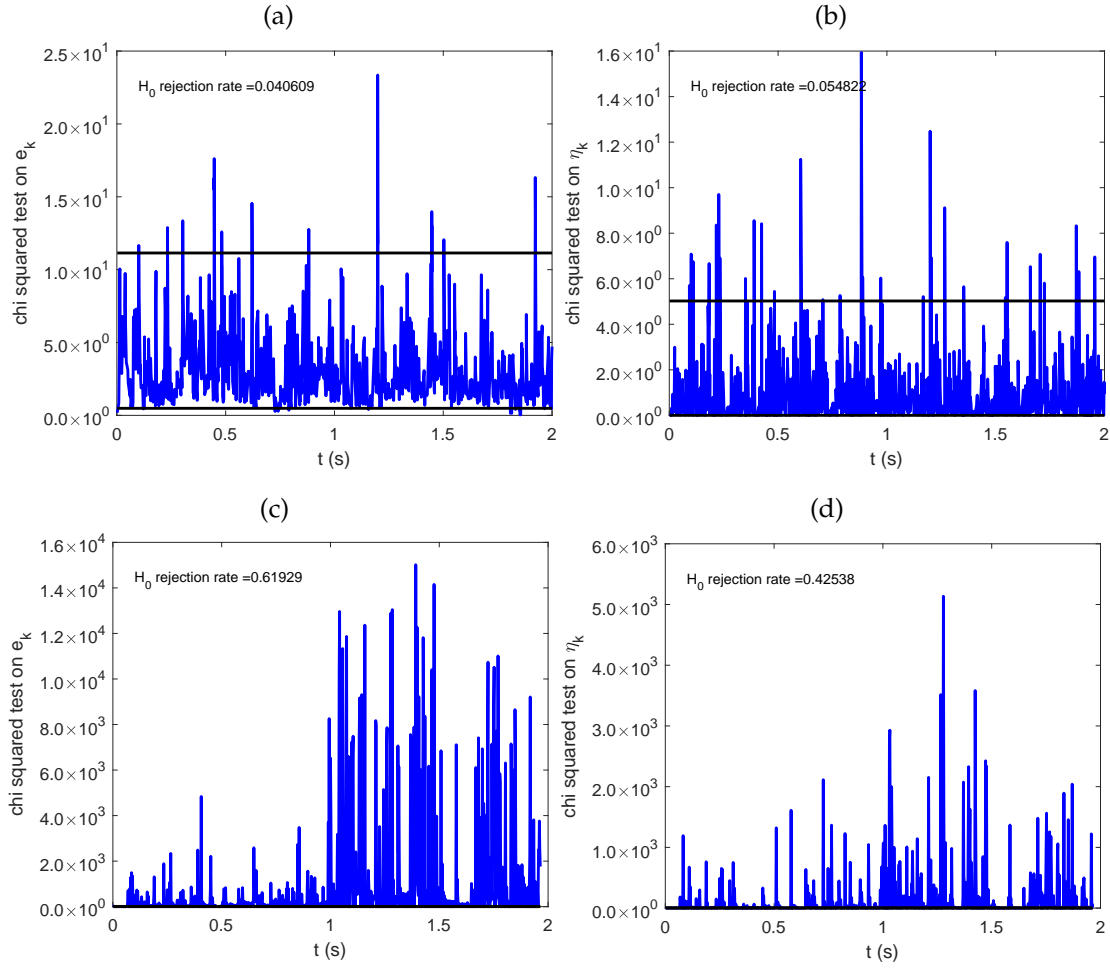 (a)
2.5×10^1
2.0×10^1
1.5×10^1
1.0×10^1
5.0×10^0
0.0×10^0
chi squared test on e_k
H_0 rejection rate =0.040609
0 0.5 1 1.5 2
t (s)
(b)
1.6×10^1
1.4×10^1
1.2×10^1
1.0×10^1
8.0×10^0
6.0×10^0
4.0×10^0
2.0×10^0
0.0×10^0
chi squared test on η_k
H_0 rejection rate =0.054822
0 0.5 1 1.5 2
t (s)
(c)
1.6×10^4
1.4×10^4
1.2×10^4
1.0×10^4
8.0×10^3
6.0×10^3
4.0×10^3
2.0×10^3
0.0×10^0
chi squared test on e_k
H_0 rejection rate =0.61929
0 0.5 1 1.5 2
t (s)
(d)
6.0×10^3
5.0×10^3
4.0×10^3
3.0×10^3
2.0×10^3
1.0×10^3
0.0×10^0
chi squared test on η_k
H_0 rejection rate =0.42538
0 0.5 1 1.5 2
t (s)